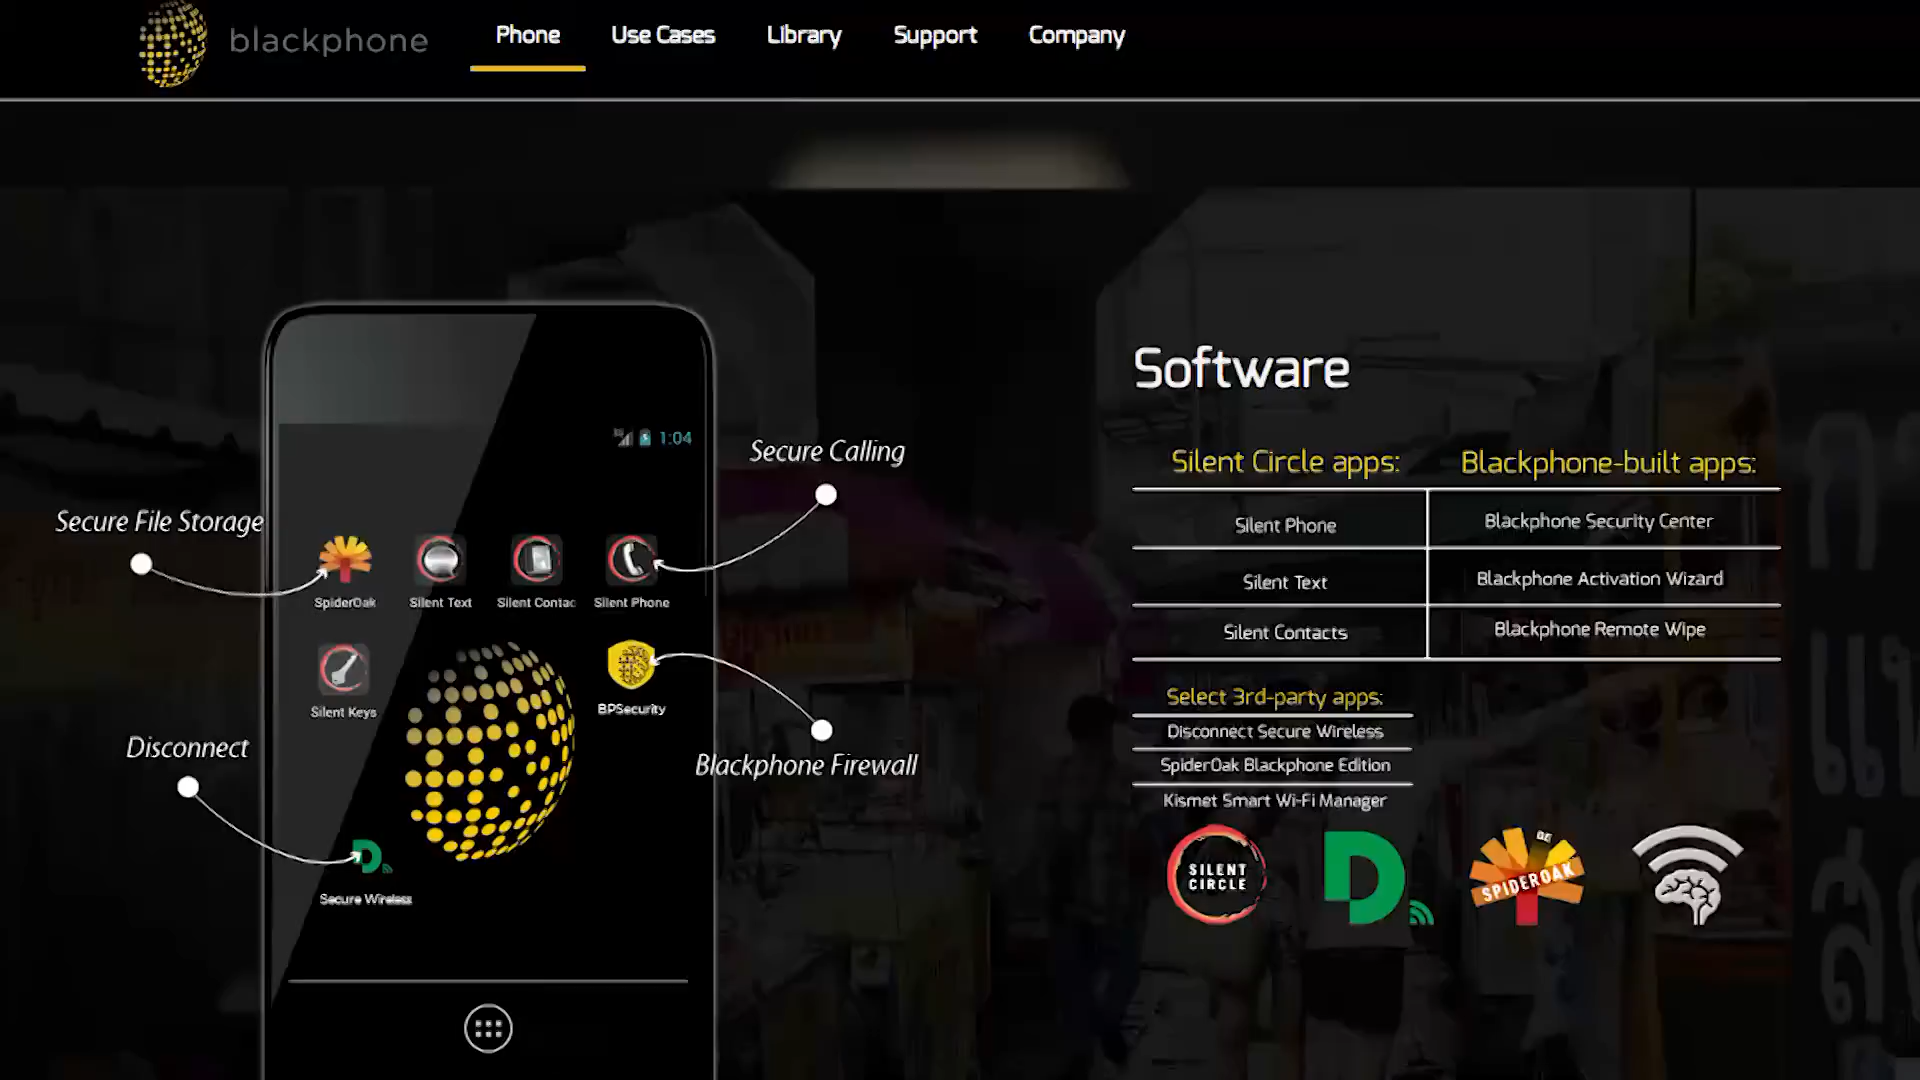 blackphone
Phone
Use Cases
Library
Support
Company
1:04
Secure Calling
Secure File Storage
SpiderOak
Silent Text
Silent Contac
Silent Phone
Silent Keys
BPSecurity
Disconnect
Blackphone Firewall
Secure Wireless
Software
Silent Circle apps:
Blackphone-built apps:
Silent Phone
Blackphone Security Center
Silent Text
Blackphone Activation Wizard
Silent Contacts
Blackphone Remote Wipe
Select 3rd-party apps:
Disconnect Secure Wireless
SpiderOak Blackphone Edition
Kismet Smart Wi-Fi Manager
SILENT
CIRCLE
D
BE
SPIDEROAK